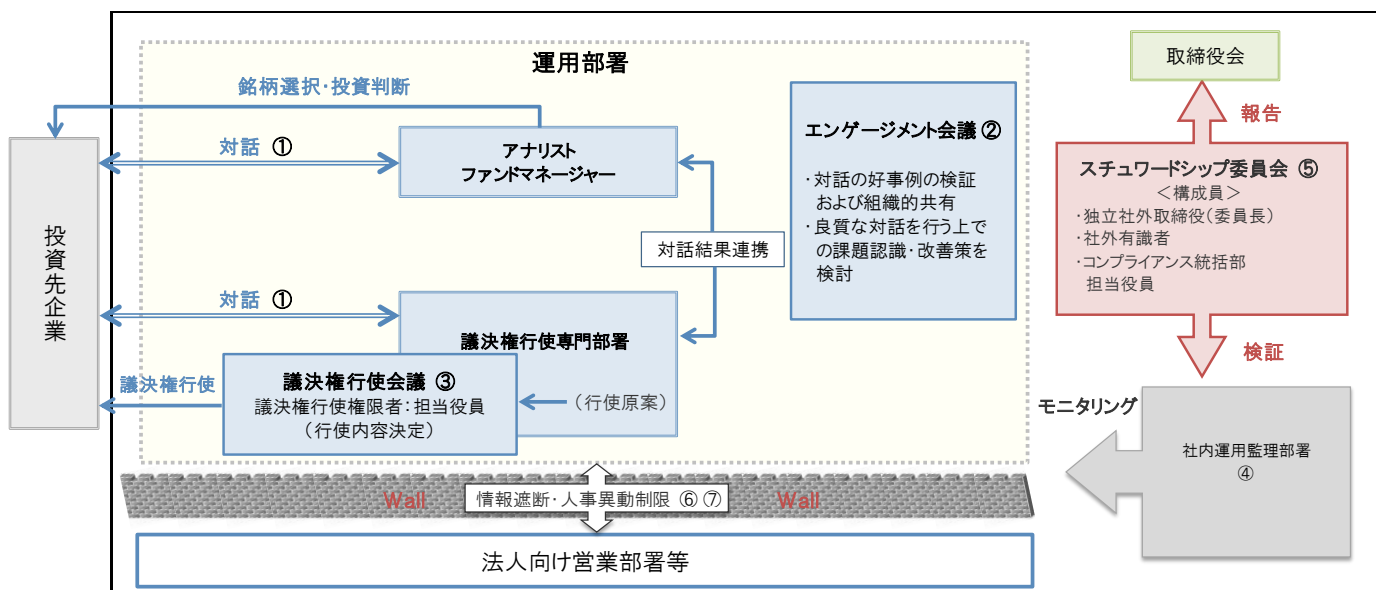 運用部署
銘柄選択・投資判断
対話 ①
アナリスト
ファンドマネージャー
投資先企業
対話結果連携
対話 ①
議決権行使専門部署
議決権行使
議決権行使会議 ③
議決権行使権限者：担当役員
（行使内容決定）
（行使原案）
エンゲージメント会議 ②
・対話の好事例の検証
および組織的共有
・良質な対話を行う上で
の課題認識・改善策を
検討
Wall
情報遮断・人事異動制限 ⑥ ⑦
Wall
法人向け営業部署等
取締役会
報告
スチュワードシップ委員会 ⑤
＜構成員＞
・独立社外取締役（委員長）
・社外有識者
・コンプライアンス統括部
担当役員
検証
モニタリング
社内運用監理部署
④